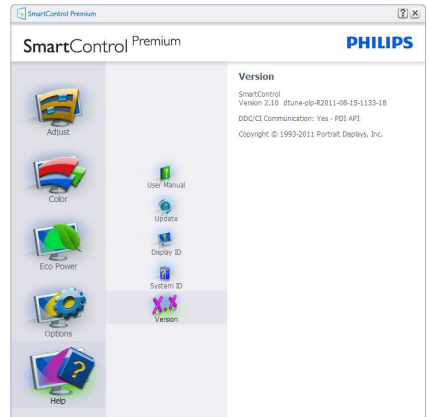 SmartControl Premium
SmartControl Premium
PHILIPS
Adjust
Color
Eco Power
Options
Help
User Manual
Update
Display ID
System ID
X.X
Version
Version
SmartControl
Version 2.10 dtune-plp-R2011-08-15-1133-18
DDC/CI Communication: Yes - PDI API
Copyright © 1993-2011 Portrait Displays, Inc.